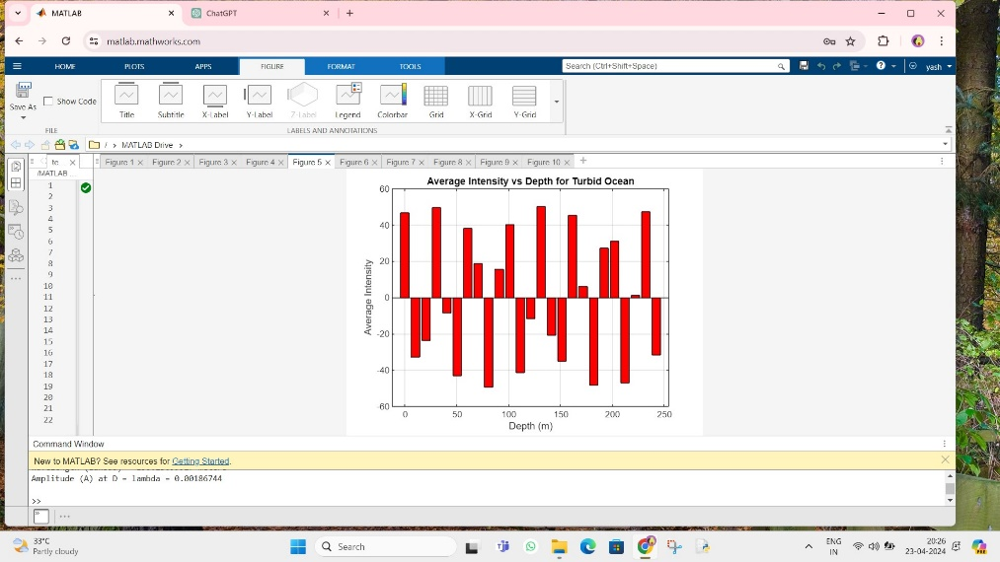 MATLAB
ChatGPT
matlab.mathworks.com
HOME PLOTS APPS FIGURE FORMAT TOOLS
Search (Ctrl+Shift+Space)
yash
Save As
Show Code
Title Subtitle X-Label Y-Label Z-Label Legend Colorbar Grid X-Grid Y-Grid
FILE LABELS AND ANNOTATIONS
/ > MATLAB Drive >
te
Figure 1 Figure 2 Figure 3 Figure 4 Figure 5 Figure 6 Figure 7 Figure 8 Figure 9 Figure 10
/MATLAB
1
2
3
4
5
6
7
8
9
10
11
12
13
14
15
16
17
18
19
20
21
22
Average Intensity vs Depth for Turbid Ocean
60
40
20
0
-20
-40
-60
Average Intensity
0 50 100 150 200 250
Depth (m)
Command Window
New to MATLAB? See resources for Getting Started.
Amplitude (A) at D = lambda = 0.00186744
>>
33°C
Partly cloudy
Search
ENG
IN
20:26
23-04-2024